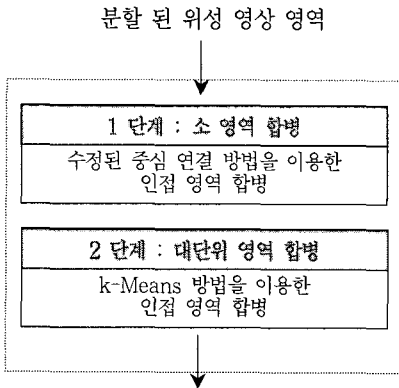 분할 된 위성 영상 영역
1 단계 : 소 영역 합병
수정된 중심 연결 방법을 이용한
인접 영역 합병
2 단계 : 대단위 영역 합병
k-Means 방법을 이용한
인접 영역 합병